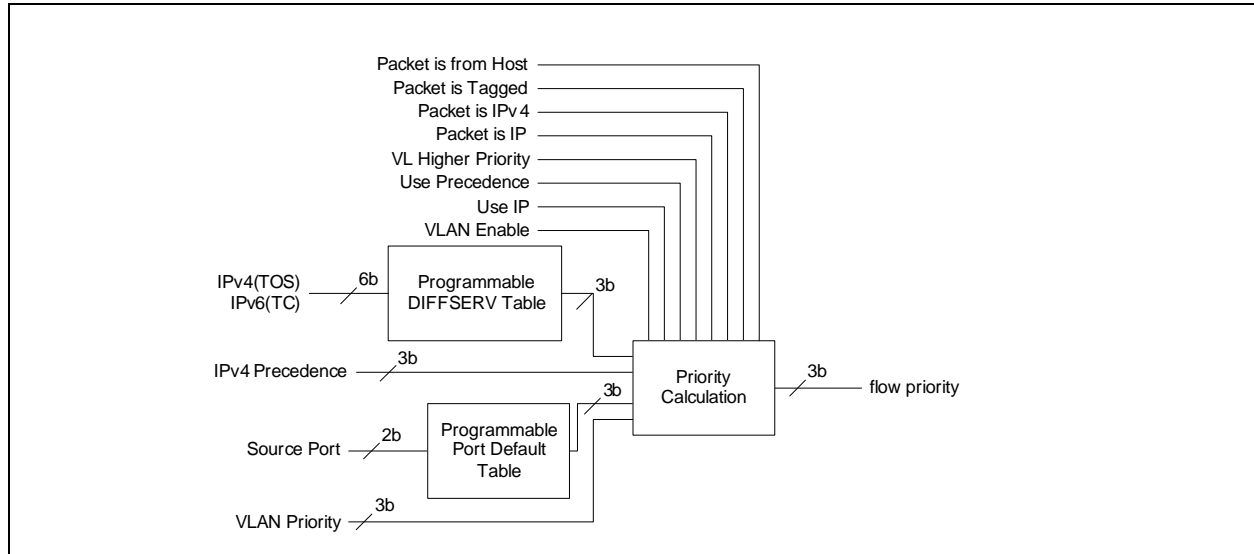 Packet is from Host
Packet is Tagged
Packet is IPv4
Packet is IP
VL Higher Priority
Use Precedence
Use IP
VLAN Enable
IPv4(TOS)
IPv6(TC)
6b
Programmable
DIFFSERV Table
3b
IPv4 Precedence
3b
Priority
Calculation
3b
flow priority
Source Port
2b
Programmable
Port Default
Table
3b
VLAN Priority
3b